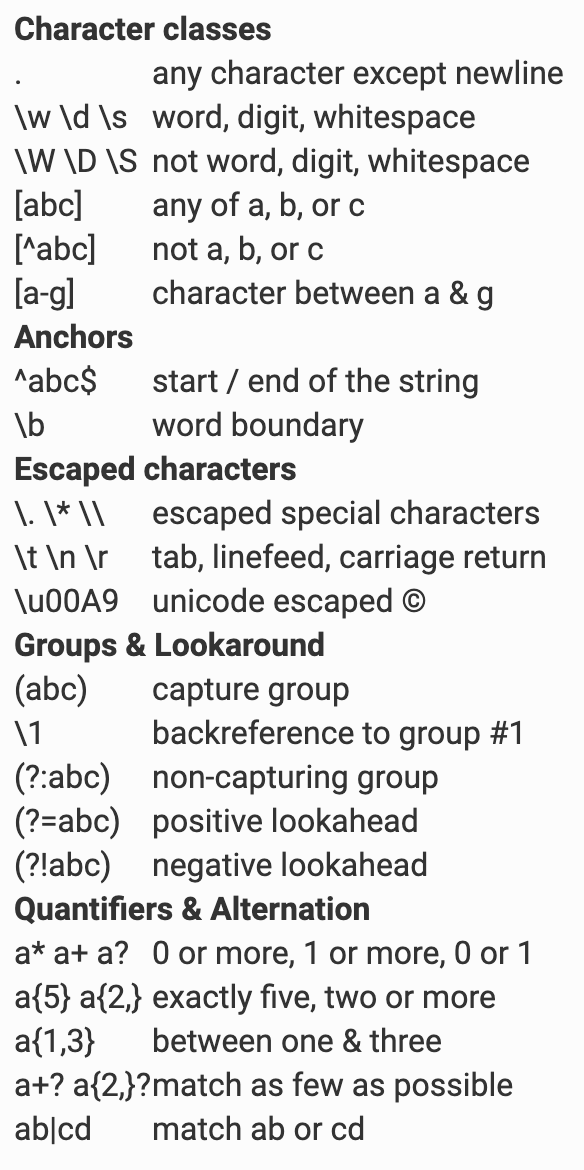 Character classes
. any character except newline
\w \d \s word, digit, whitespace
\W \D \S not word, digit, whitespace
[abc] any of a, b, or c
[^abc] not a, b, or c
[a-g] character between a & g
Anchors
^abc$ start / end of the string
\b word boundary
Escaped characters
\. \* \\ escaped special characters
\t \n \r tab, linefeed, carriage return
\u00A9 unicode escaped ©
Groups & Lookaround
(abc) capture group
\1 backreference to group #1
(?:abc) non-capturing group
(?=abc) positive lookahead
(?!abc) negative lookahead
Quantifiers & Alternation
a* a+ a? 0 or more, 1 or more, 0 or 1
a{5} a{2,} exactly five, two or more
a{1,3} between one & three
a+? a{2,}? match as few as possible
ab|cd match ab or cd